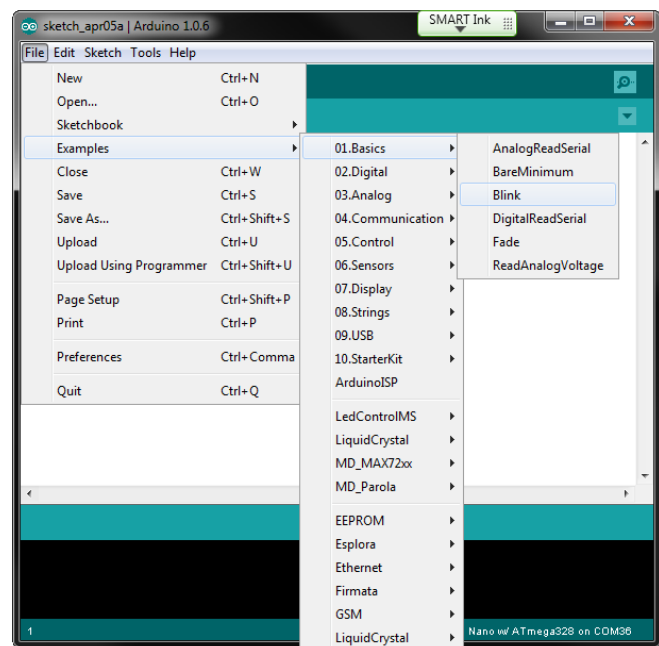 sketch_apr05a | Arduino 1.0.6
SMART Ink
File Edit Sketch Tools Help
New Ctrl+N
Open... Ctrl+O
Sketchbook
Examples
Close Ctrl+W
Save Ctrl+S
Save As... Ctrl+Shift+S
Upload Ctrl+U
Upload Using Programmer Ctrl+Shift+U
Page Setup Ctrl+Shift+P
Print Ctrl+P
Preferences Ctrl+Comma
Quit Ctrl+Q
01.Basics
02.Digital
03.Analog
04.Communication
05.Control
06.Sensors
07.Display
08.Strings
09.USB
10.StarterKit
ArduinoISP
LedControlMS
LiquidCrystal
MD_MAX72xx
MD_Parola
EEPROM
Esplora
Ethernet
Firmata
GSM
LiquidCrystal
AnalogReadSerial
BareMinimum
Blink
DigitalReadSerial
Fade
ReadAnalogVoltage
1
Nano w/ ATmega328 on COM36